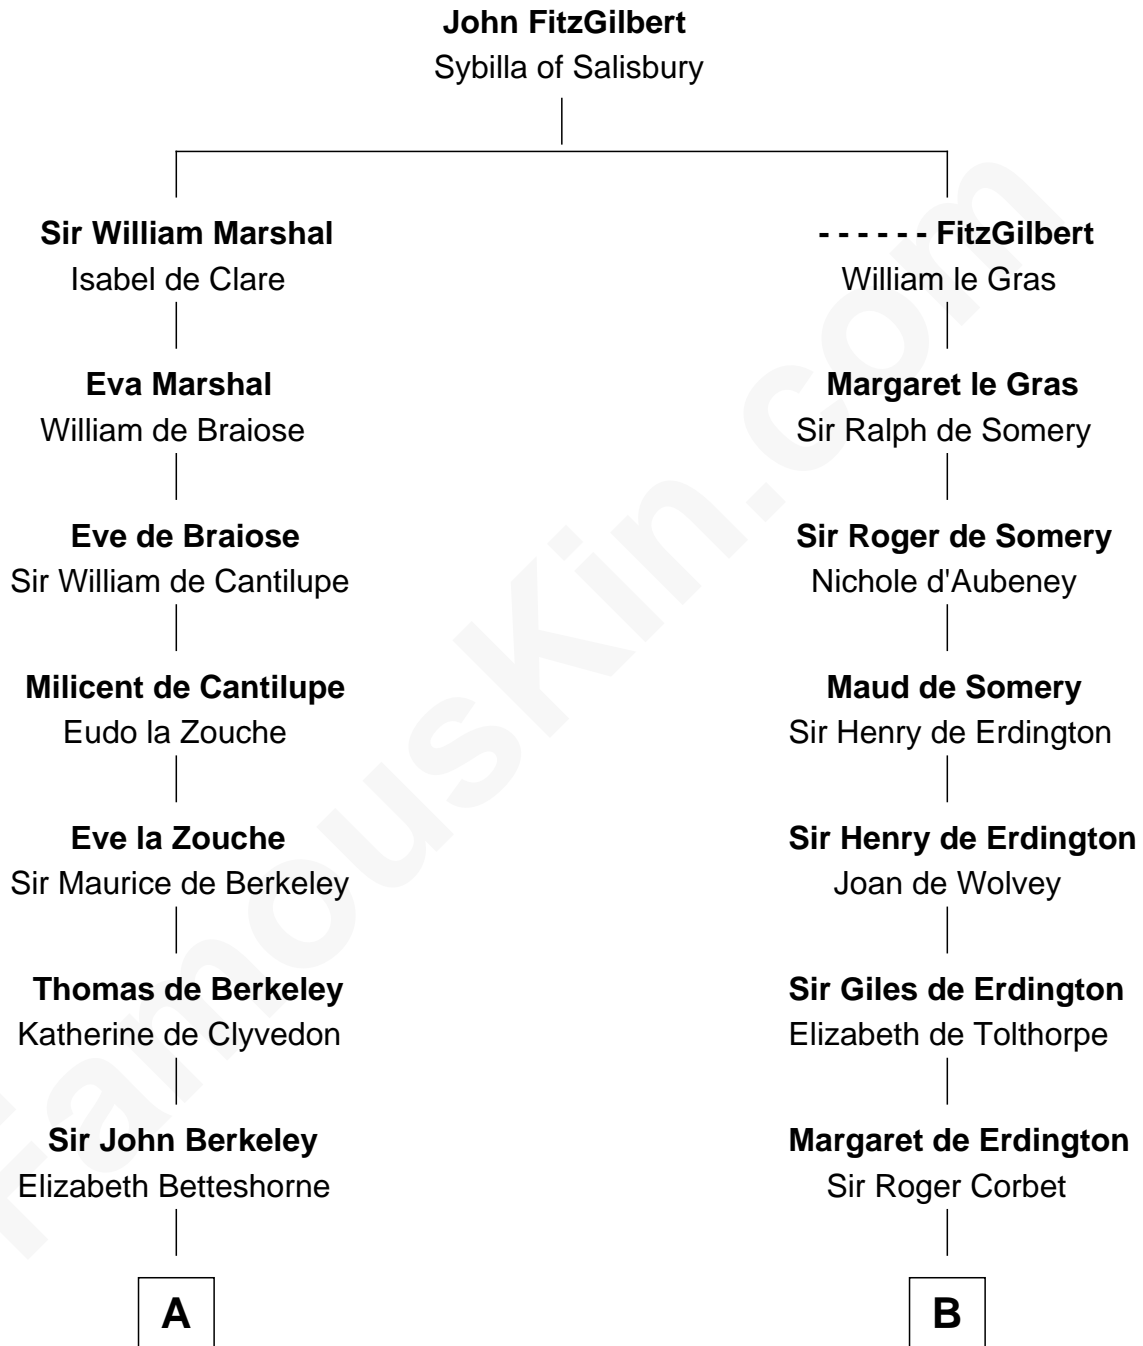 John FitzGilbert
Sybilla of Salisbury
Sir William Marshal
Isabel de Clare
- - - - - - FitzGilbert
William le Gras
Eva Marshal
William de Braiose
Margaret le Gras
Sir Ralph de Somery
Eve de Braiose
Sir William de Cantilupe
Sir Roger de Somery
Nichole d'Aubeney
Milicent de Cantilupe
Eudo la Zouche
Maud de Somery
Sir Henry de Erdington
Eve la Zouche
Sir Maurice de Berkeley
Sir Henry de Erdington
Joan de Wolvey
Thomas de Berkeley
Katherine de Clyvedon
Sir Giles de Erdington
Elizabeth de Tolthorpe
Sir John Berkeley
Elizabeth Betteshorne
Margaret de Erdington
Sir Roger Corbet
A
B
FamousKin.com